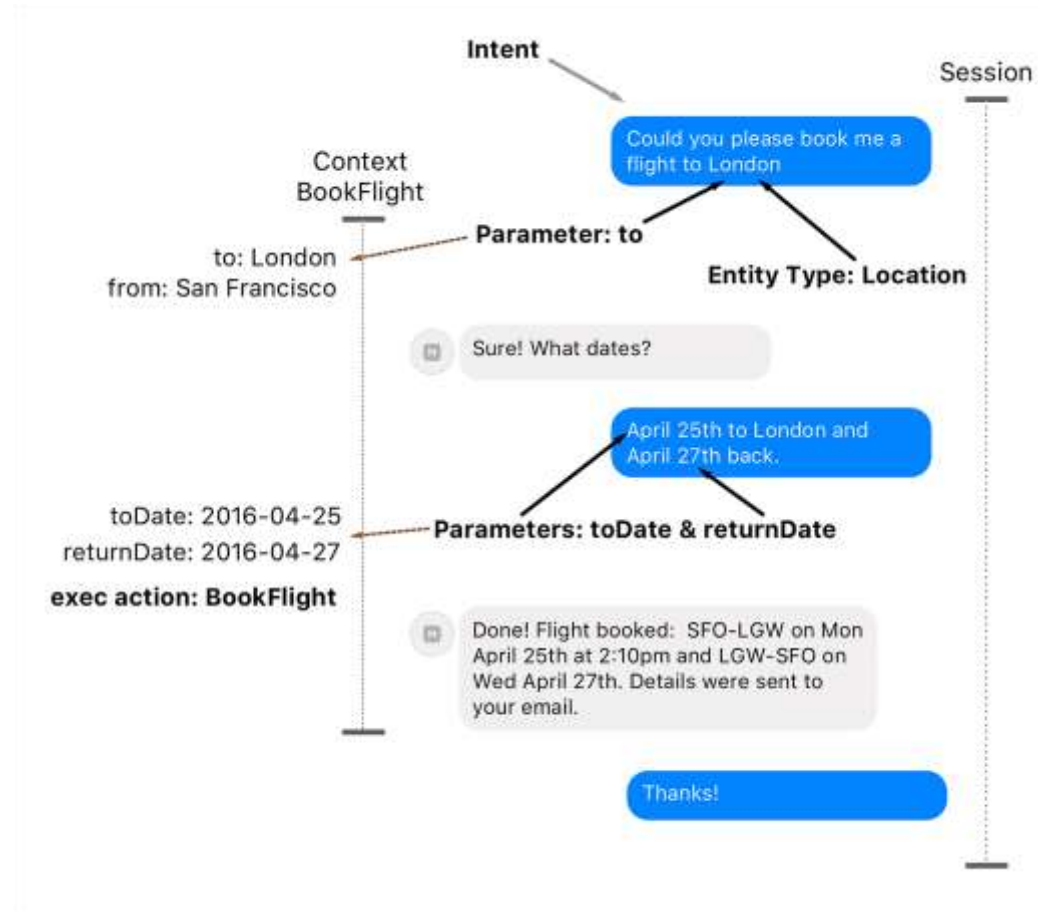 Intent
Session
Could you please book me a
flight to London
Context
BookFlight
Parameter: to
to: London
from: San Francisco
Entity Type: Location
Sure! What dates?
April 25th to London and
April 27th back.
toDate: 2016-04-25
returnDate: 2016-04-27
Parameters: toDate & returnDate
exec action: BookFlight
Done! Flight booked: SFO-LGW on Mon
April 25th at 2:10pm and LGW-SFO on
Wed April 27th. Details were sent to
your email.
Thanks!